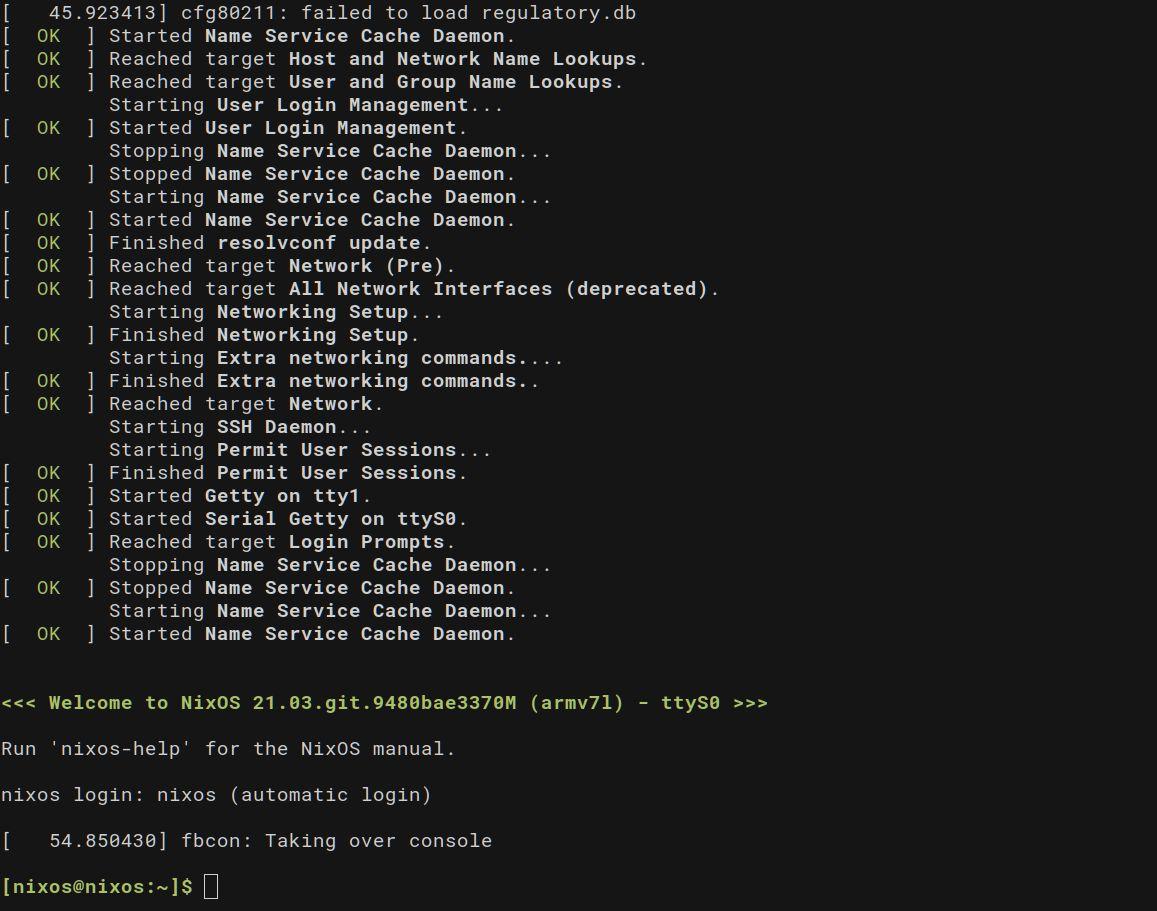 [   45.923413] cfg80211: failed to load regulatory.db
[  OK  ] Started Name Service Cache Daemon.
[  OK  ] Reached target Host and Network Name Lookups.
[  OK  ] Reached target User and Group Name Lookups.
         Starting User Login Management...
[  OK  ] Started User Login Management.
         Stopping Name Service Cache Daemon...
[  OK  ] Stopped Name Service Cache Daemon.
         Starting Name Service Cache Daemon...
[  OK  ] Started Name Service Cache Daemon.
[  OK  ] Finished resolvconf update.
[  OK  ] Reached target Network (Pre).
[  OK  ] Reached target All Network Interfaces (deprecated).
         Starting Networking Setup...
[  OK  ] Finished Networking Setup.
         Starting Extra networking commands....
[  OK  ] Finished Extra networking commands..
[  OK  ] Reached target Network.
         Starting SSH Daemon...
         Starting Permit User Sessions...
[  OK  ] Finished Permit User Sessions.
[  OK  ] Started Getty on tty1.
[  OK  ] Started Serial Getty on ttyS0.
[  OK  ] Reached target Login Prompts.
         Stopping Name Service Cache Daemon...
[  OK  ] Stopped Name Service Cache Daemon.
         Starting Name Service Cache Daemon...
[  OK  ] Started Name Service Cache Daemon.
<<< Welcome to NixOS 21.03.git.9480bae3370M (armv7l) - ttyS0 >>>
Run 'nixos-help' for the NixOS manual.
nixos login: nixos (automatic login)
[   54.850430] fbcon: Taking over console
[nixos@nixos:~]$